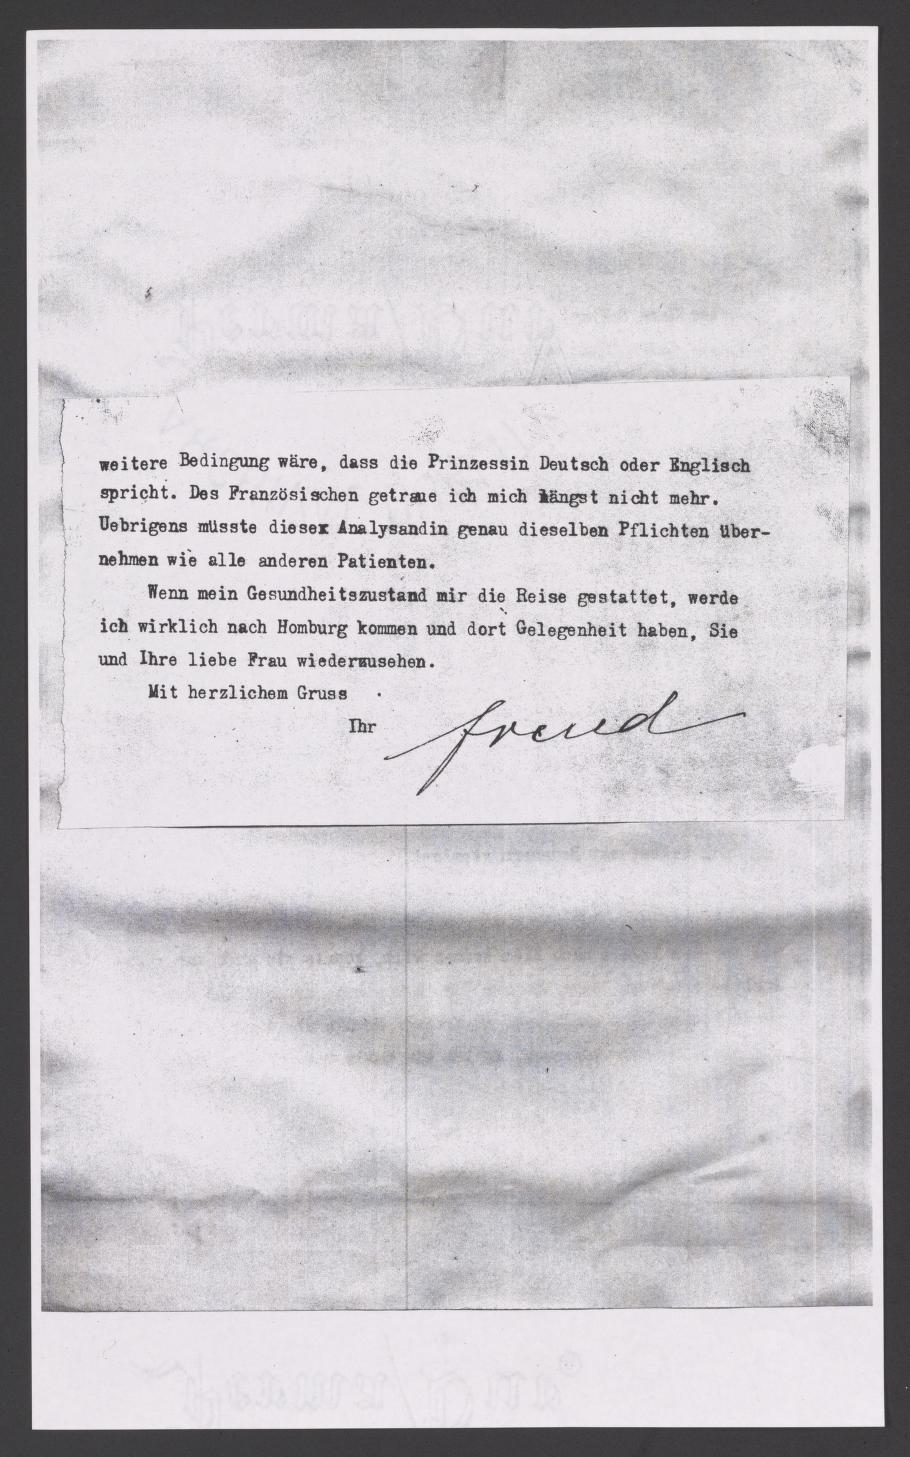 weitere Bedingung wäre, dass die Prinzessin Deutsch oder Englisch
spricht. Des Französischen getraue ich mich längst nicht mehr.
Uebrigens müsste dieser Analysandin genau dieselben Pflichten über-
nehmen wie alle anderen Patienten.
Wenn mein Gesundheitszustand mir die Reise gestattet, werde
ich wirklich nach Homburg kommen und dort Gelegenheit haben, Sie
und Ihre liebe Frau wiederzusehen.
Mit herzlichem Gruss
Ihr freud